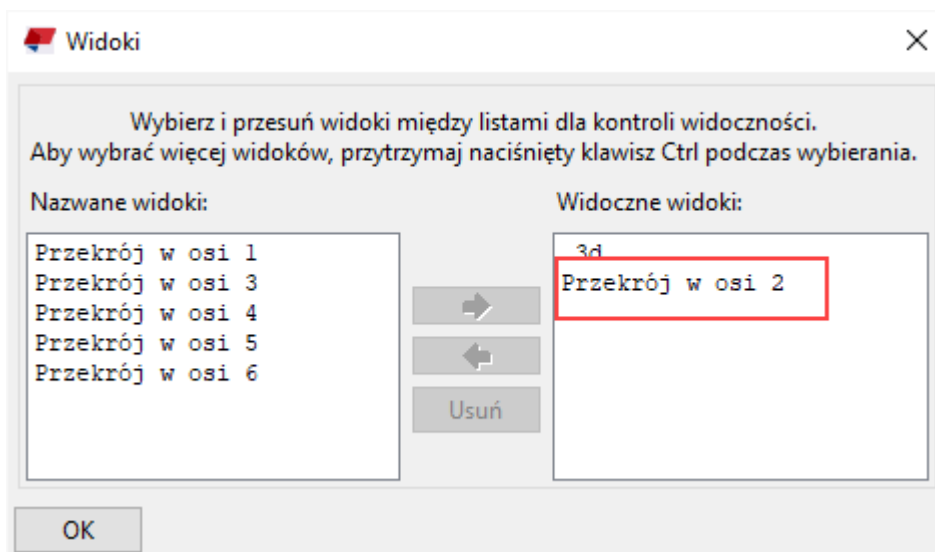 Widoki
Wybierz i przesuń widoki między listami dla kontroli widoczności.
Aby wybrać więcej widoków, przytrzymaj naciśnięty klawisz Ctrl podczas wybierania.
Nazwane widoki:
Przekrój w osi 1
Przekrój w osi 3
Przekrój w osi 4
Przekrój w osi 5
Przekrój w osi 6
Usuń
Widoczne widoki:
3d
Przekrój w osi 2
OK